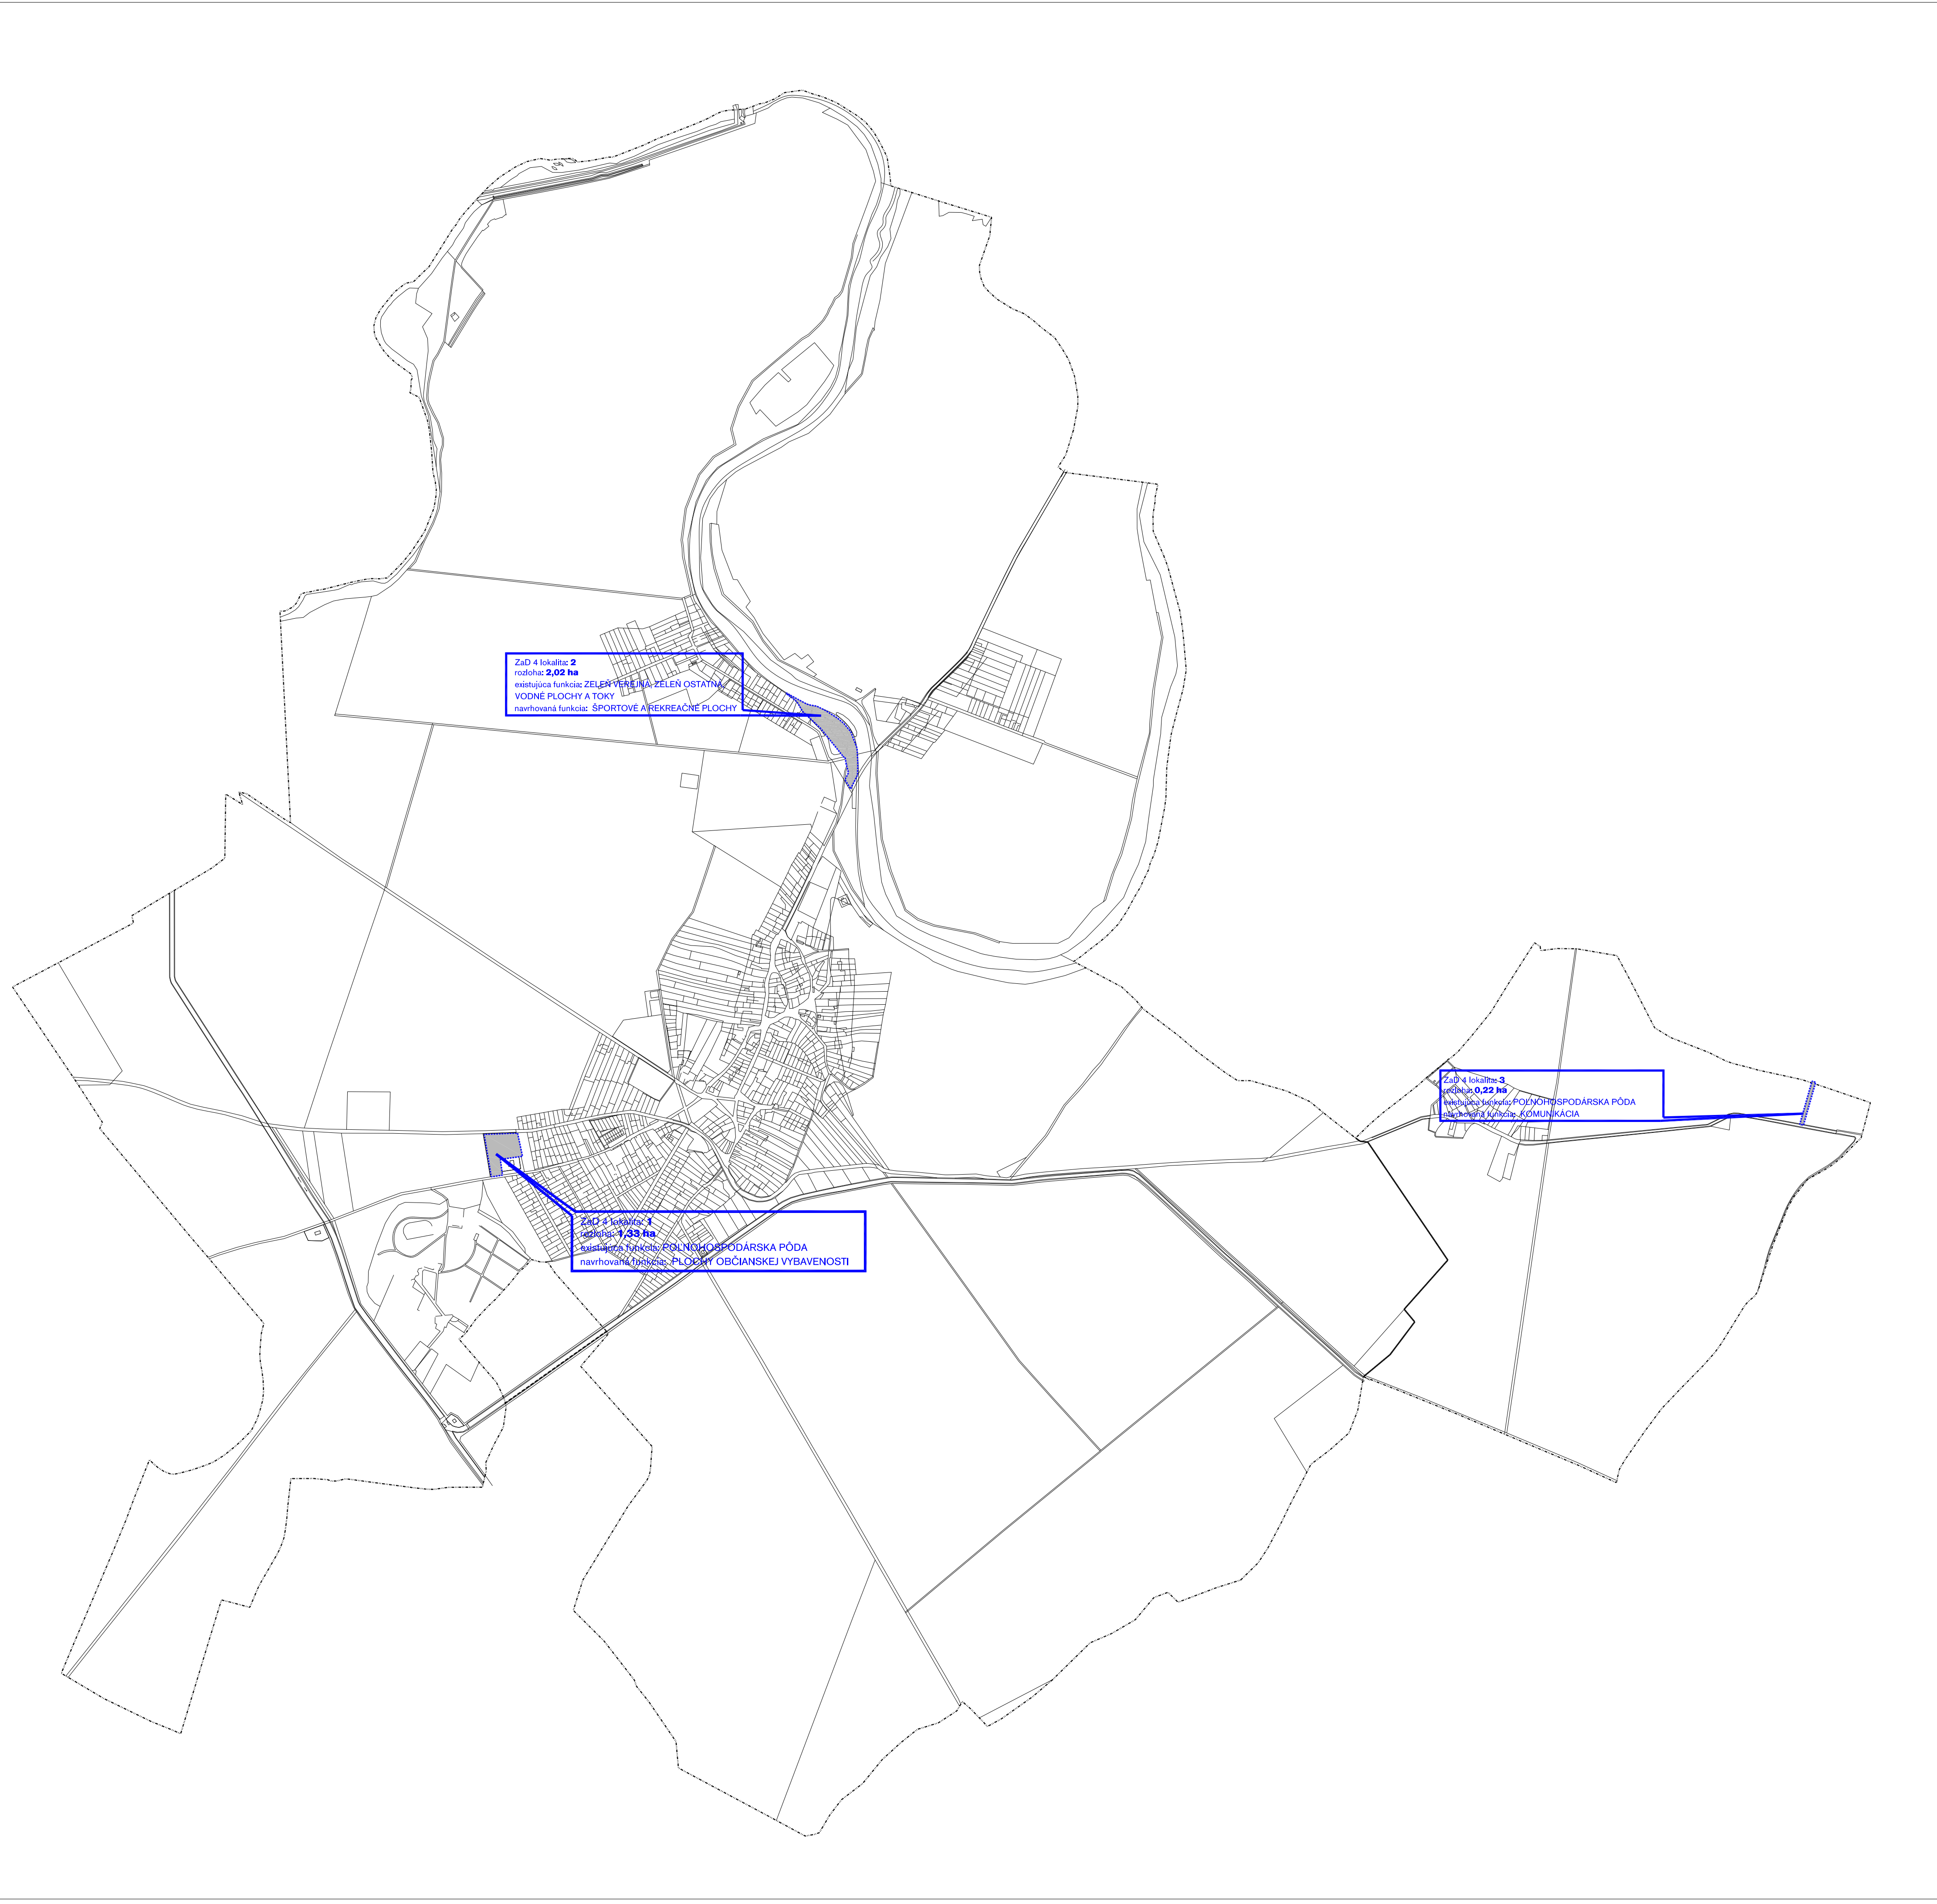 ZaD 4 lokalita: 2
rozloha: 2,02 ha
existujúca funkcia: ZELEŇ VEREJNÁ, ZELEŇ OSTATNÁ,
VODNÉ PLOCHY A TOKY
navrhovaná funkcia: ŠPORTOVÉ A REKREAČNÉ PLOCHY
ZaD 4 lokalita: 3
rozloha: 0,22 ha
existujúca funkcia: POĽNOHOSPODÁRSKA PÔDA
navrhovaná funkcia: KOMUNIKÁCIA
ZaD 4 lokalita: 1
rozloha: 1,33 ha
existujúca funkcia: POĽNOHOSPODÁRSKA PÔDA
navrhovaná funkcia: PLOCHY OBČIANSKEJ VYBAVENOSTI